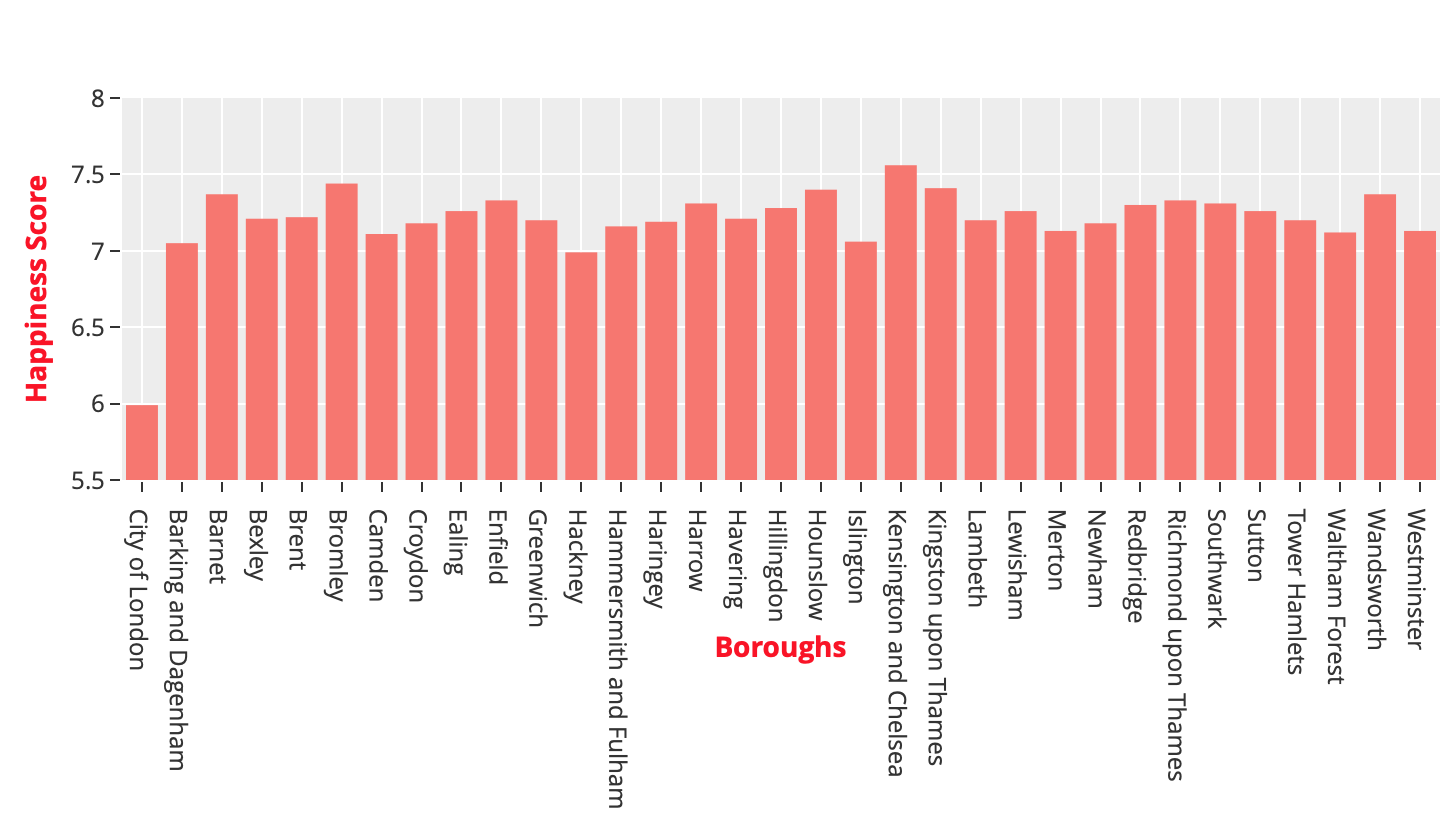 8
7.5
7
6.5
6
5.5
Happiness Score
City of London
Barking and Dagenham
Barnet
Bexley
Brent
Bromley
Camden
Croydon
Ealing
Enfield
Greenwich
Hackney
Hammersmith and Fulham
Haringey
Harrow
Havering
Hillingdon
Hounslow
Islington
Kensington and Chelsea
Kingston upon Thames
Lambeth
Lewisham
Merton
Newham
Redbridge
Richmond upon Thames
Southwark
Sutton
Tower Hamlets
Waltham Forest
Wandsworth
Westminster
Boroughs